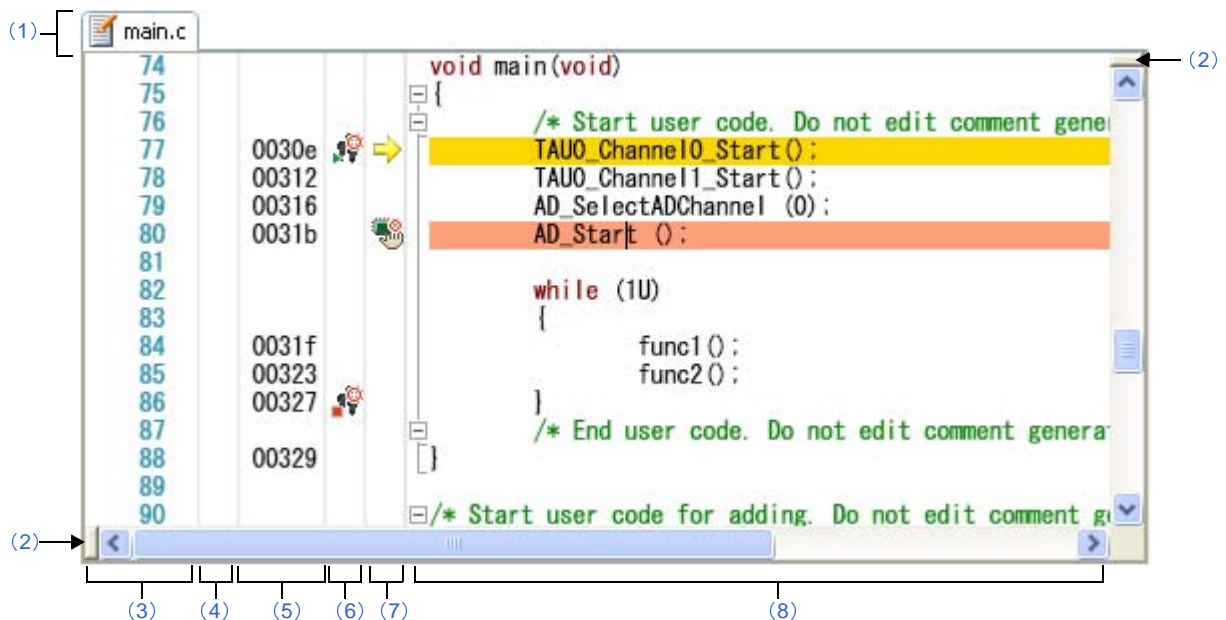 (1) main.c
74 void main(void) (2)
75 {
76 /* Start user code. Do not edit comment gene
77 0030e TAU0_Channel0_Start();
78 00312 TAU0_Channel1_Start();
79 00316 AD_SelectADChannel (0);
80 0031b AD_Start ();
81
82 while (1U)
83 {
84 0031f func1();
85 00323 func2();
86 00327 }
87 /* End user code. Do not edit comment genera
88 00329 }
89
90 /* Start user code for adding. Do not edit comment g
(2)
(3) (4) (5) (6) (7) (8)